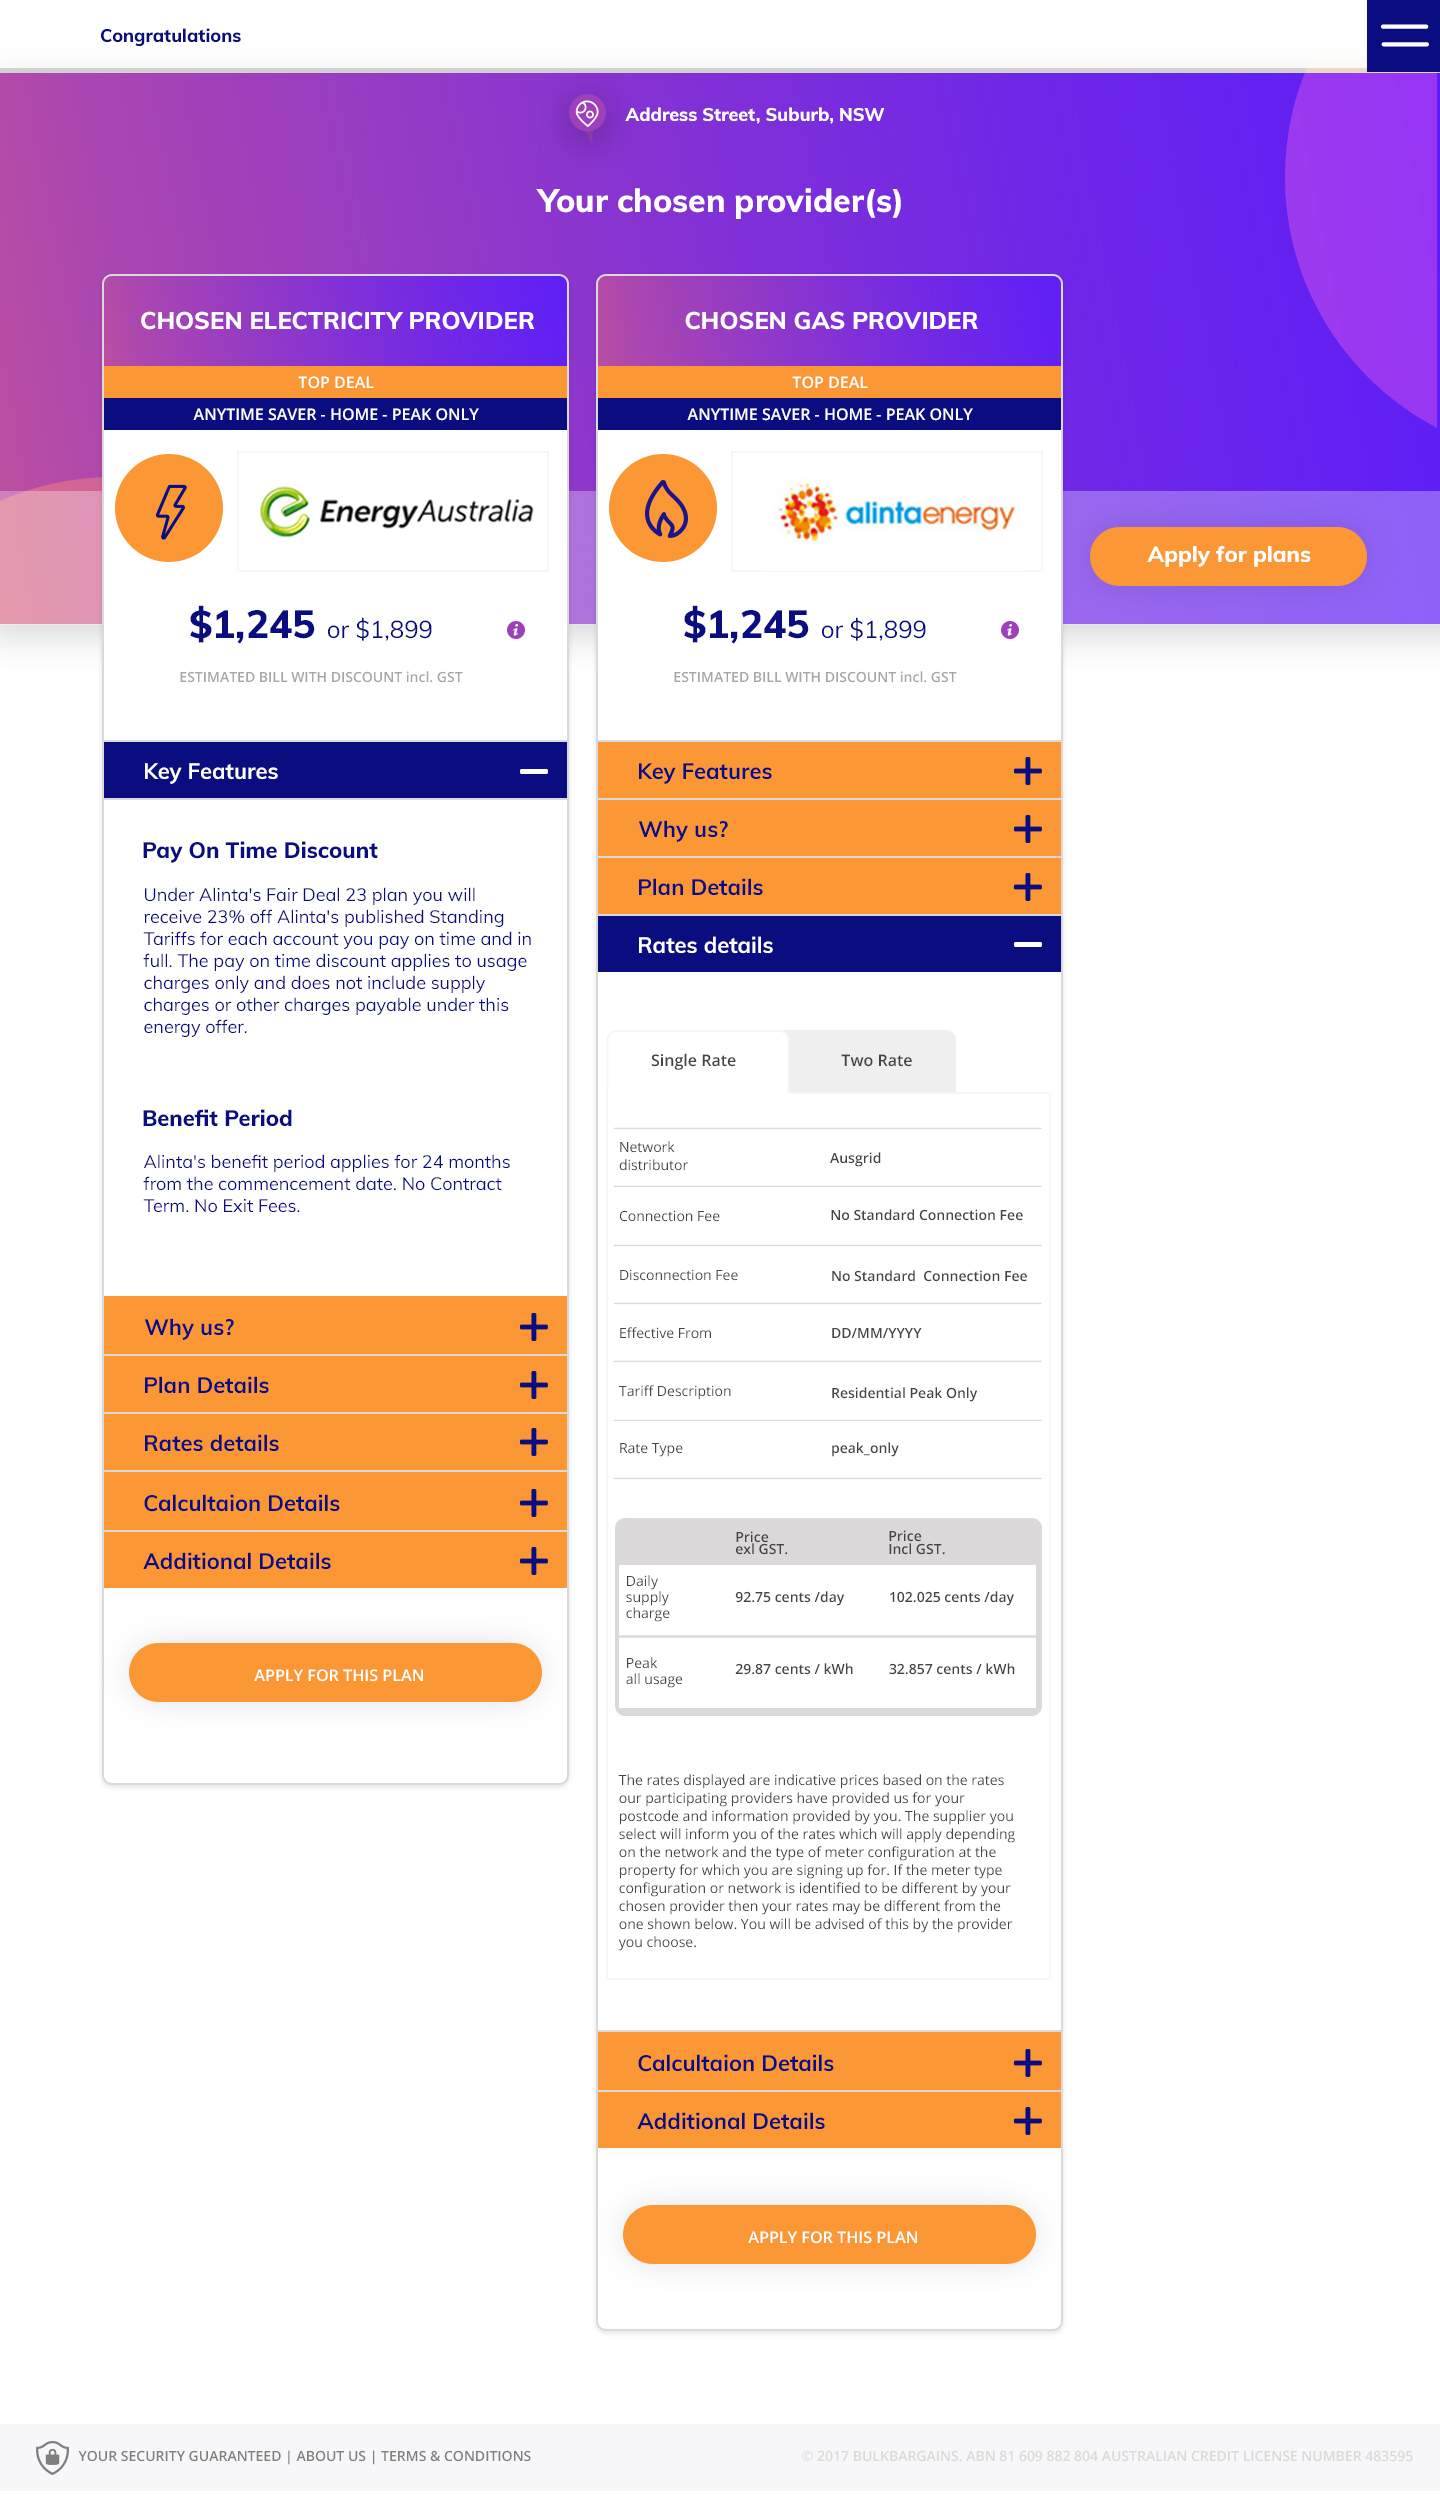 Congratulations
Address Street, Suburb, NSW
Your chosen provider(s)
CHOSEN ELECTRICITY PROVIDER
TOP DEAL
ANYTIME SAVER - HOME - PEAK ONLY
EnergyAustralia
$1,245 or $1,899
i
ESTIMATED BILL WITH DISCOUNT incl. GST
Key Features
Pay On Time Discount
Under Alinta's Fair Deal 23 plan you will
receive 23% off Alinta's published Standing
Tariffs for each account you pay on time and in
full. The pay on time discount applies to usage
charges only and does not include supply
charges or other charges payable under this
energy offer.
Benefit Period
Alinta's benefit period applies for 24 months
from the commencement date. No Contract
Term. No Exit Fees.
Why us?
Plan Details
Rates details
Calcultaion Details
Additional Details
APPLY FOR THIS PLAN
CHOSEN GAS PROVIDER
TOP DEAL
ANYTIME SAVER - HOME - PEAK ONLY
alintaenergy
$1,245 or $1,899
i
ESTIMATED BILL WITH DISCOUNT incl. GST
Key Features
Why us?
Plan Details
Rates details
Single Rate Two Rate
Network
distributor
Ausgrid
Connection Fee No Standard Connection Fee
Disconnection Fee No Standard  Connection Fee
Effective From DD/MM/YYYY
Tariff Description Residential Peak Only
Rate Type peak_only
Price
exl GST.
Price
Incl GST.
Daily
supply
charge
92.75 cents /day 102.025 cents /day
Peak
all usage
29.87 cents / kWh 32.857 cents / kWh
The rates displayed are indicative prices based on the rates
our participating providers have provided us for your
postcode and information provided by you. The supplier you
select will inform you of the rates which will apply depending
on the network and the type of meter configuration at the
property for which you are signing up for. If the meter type
configuration or network is identified to be different by your
chosen provider then your rates may be different from the
one shown below. You will be advised of this by the provider
you choose.
Calcultaion Details
Additional Details
APPLY FOR THIS PLAN
Apply for plans
YOUR SECURITY GUARANTEED | ABOUT US | TERMS & CONDITIONS
© 2017 BULKBARGAINS. ABN 81 609 882 804 AUSTRALIAN CREDIT LICENSE NUMBER 483595